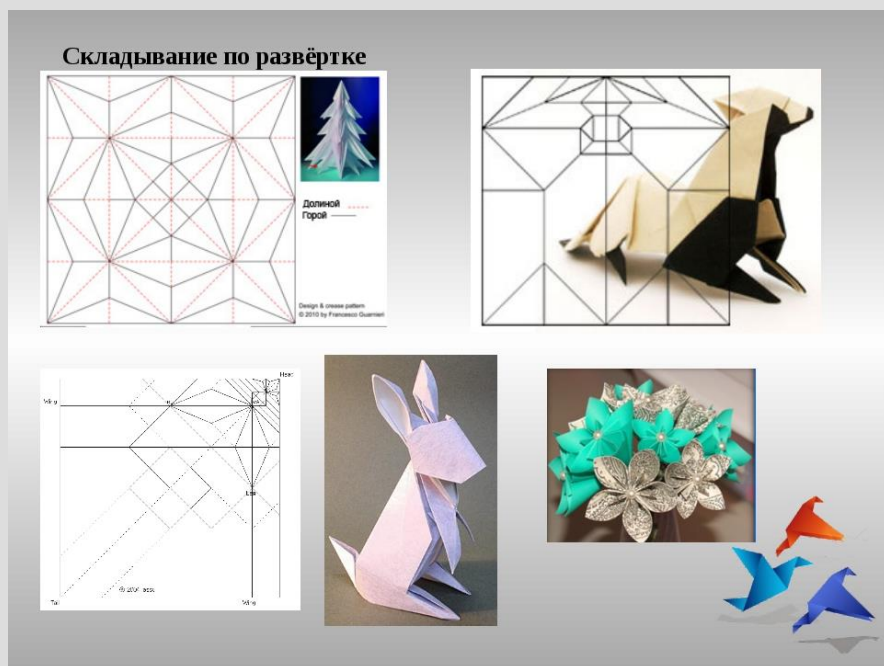 Складывание по развёртке
Долиной
Горой
Design & crease pattern
© 2010 by Francesco Guarnieri
Head
Wing
Tail
Wing